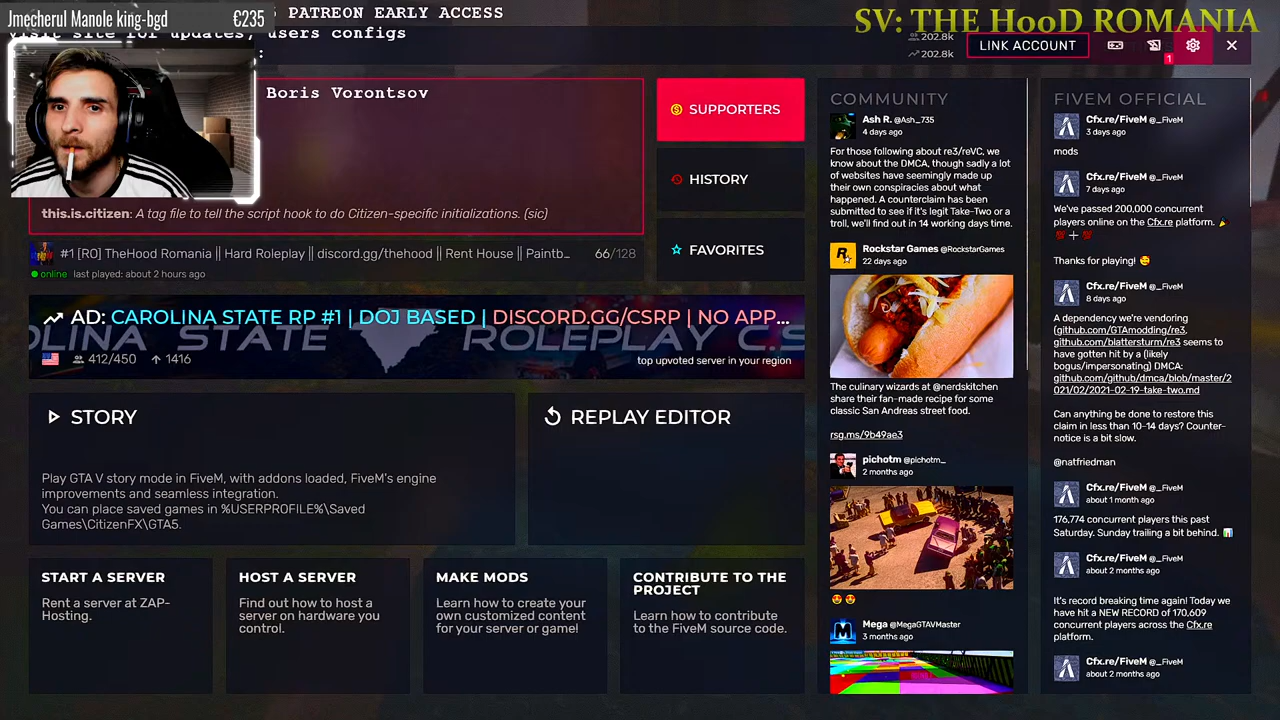 Jmecherul Manole king-bgd €235
PATREON EARLY ACCESS
SV: THE HooD ROMANIA
users configs
:
202.8k
202.8k
LINK ACCOUNT
1
Boris Vorontsov
this.is.citizen: A tag file to tell the script hook to do Citizen-specific initializations. (sic)
SUPPORTERS
HISTORY
FAVORITES
#1 [RO] TheHood Romania || Hard Roleplay || discord.gg/thehood || Rent House || Paintb_ 66/128
online last played: about 2 hours ago
AD: CAROLINA STATE RP #1 | DOJ BASED | DISCORD.GG/CSRP | NO APP...
OLINA STATE ROLEPLAY C.S
412/450 1416
top upvoted server in your region
STORY
Play GTA V story mode in FiveM, with addons loaded, FiveM's engine
improvements and seamless integration.
You can place saved games in %USERPROFILE%\Saved
Games\CitizenFX\GTA5.
REPLAY EDITOR
START A SERVER
Rent a server at ZAP-
Hosting.
HOST A SERVER
Find out how to host a
server on hardware you
control.
MAKE MODS
Learn how to create your
own customized content
for your server or game!
CONTRIBUTE TO THE
PROJECT
Learn how to contribute
to the FiveM source code.
COMMUNITY
Ash R. @Ash_735
4 days ago
For those following about re3/reVC, we
know about the DMCA, though sadly a lot
of websites have seemingly made up
their own conspiracies about what
happened. A counterclaim has been
submitted to see if it's legit Take-Two or a
troll, we'll find out in 14 working days time.
Rockstar Games @RockstarGames
22 days ago
The culinary wizards at @nerdskitchen
share their fan-made recipe for some
classic San Andreas street food.
rsg.ms/9b49ae3
pichotm @pichotm_
2 months ago
Mega @MegaGTAVMaster
3 months ago
FIVEM OFFICIAL
Cfx.re/FiveM @_FiveM
3 days ago
mods
Cfx.re/FiveM @_FiveM
7 days ago
We've passed 200,000 concurrent
players online on the Cfx.re platform. 🎉
💯 + 💯
Thanks for playing! 🥰
Cfx.re/FiveM @_FiveM
8 days ago
A dependency we're vendoring
(github.com/GTAmodding/re3,
github.com/blattersturm/re3 seems to
have gotten hit by a (likely
bogus/impersonating) DMCA:
github.com/github/dmca/blob/master/2
021/02/2021-02-19-take-two.md
Can anything be done to restore this
claim in less than 10-14 days? Counter-
notice is a bit slow.
@natfriedman
Cfx.re/FiveM @_FiveM
about 1 month ago
176,774 concurrent players this past
Saturday. Sunday trailing a bit behind. 📊
Cfx.re/FiveM @_FiveM
about 2 months ago
It's record breaking time again! Today we
have hit a NEW RECORD of 170,609
concurrent players across the Cfx.re
platform.
Cfx.re/FiveM @_FiveM
about 2 months ago